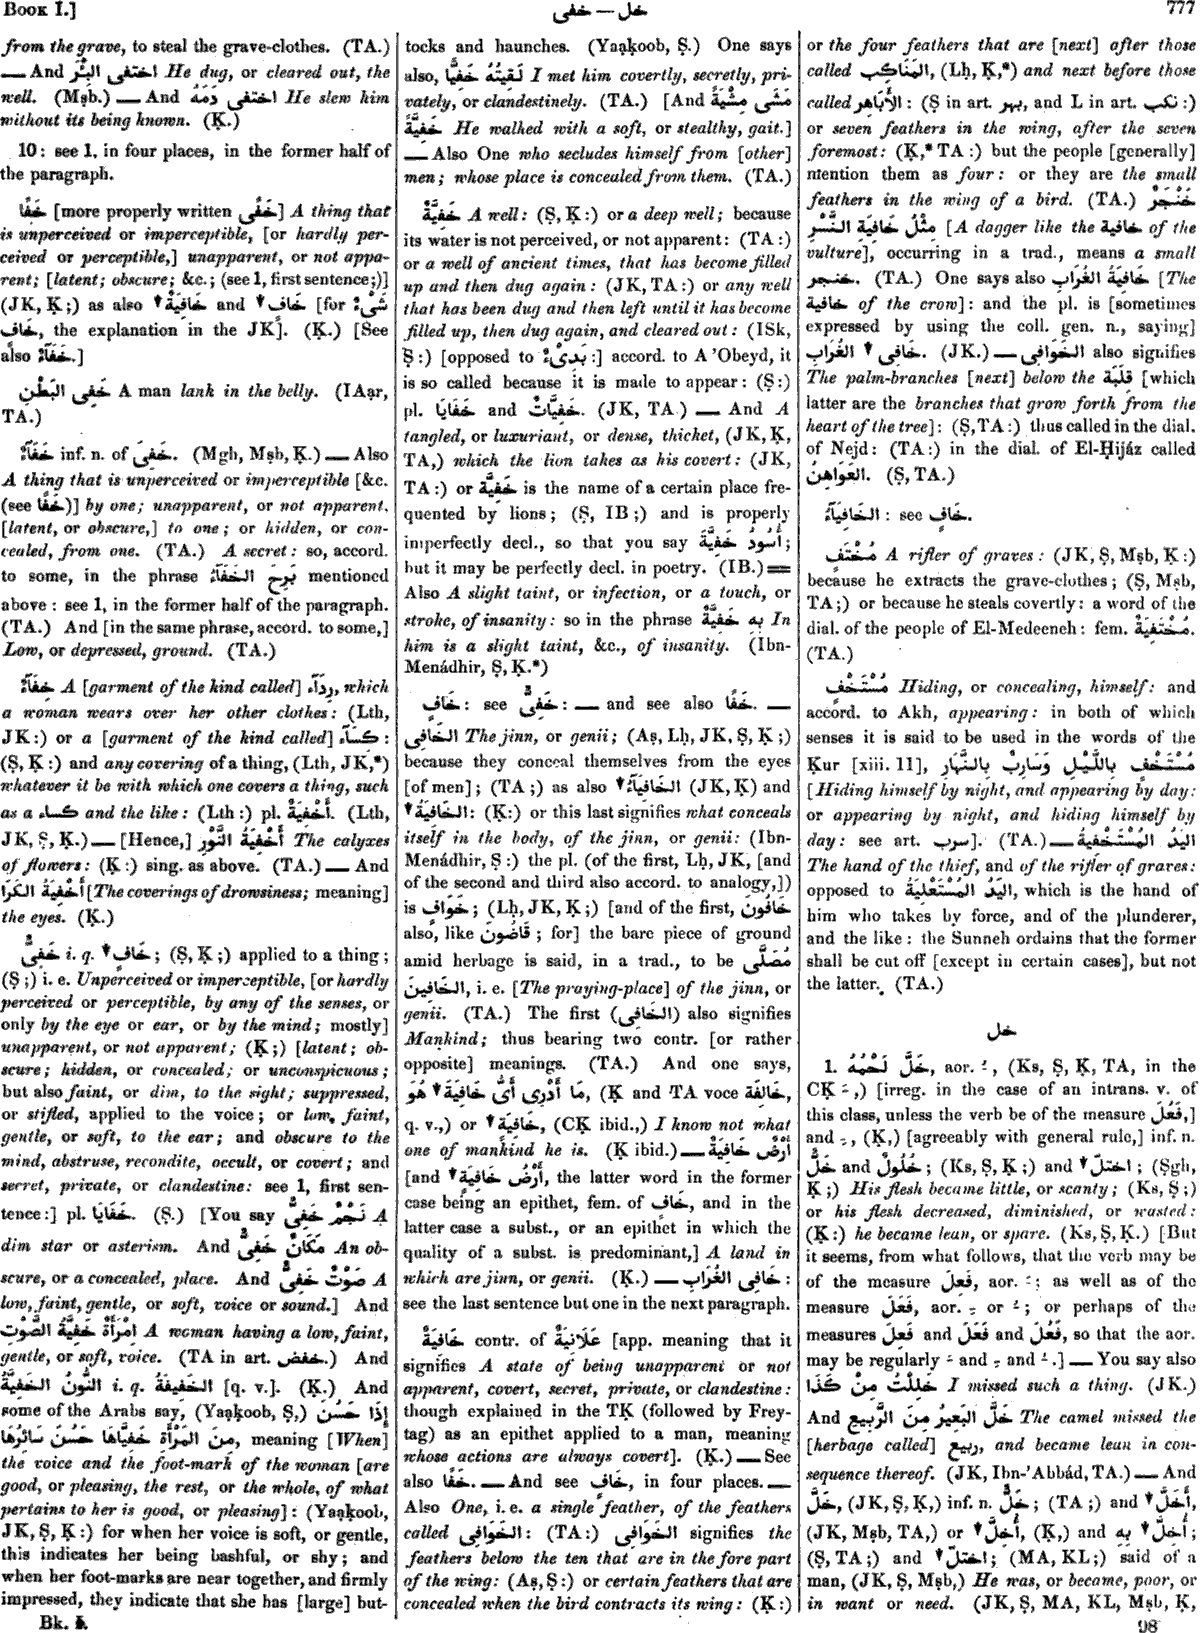 BOOK I.]
خفى — خل
777
from the grave, to steal the grave-clothes. (TA.)
— And اختفى البِئْرَ He dug, or cleared out, the
well. (Mṣb.) — And اختفى دَمَهُ He slew him
without its being known. (Ḳ.)
10: see 1, in four places, in the former half of
the paragraph.
خَفًا [more properly written خَفًى] A thing that
is unperceived or imperceptible, [or hardly per-
ceived or perceptible,] unapparent, or not appa-
rent; [latent; obscure; &c.; (see 1, first sentence;)]
(JK, Ḳ;) as also ↓ خَافِيَةٌ and ↓ خَافٍ [for شَىْءٌ
خَافٍ, the explanation in the JK]. (Ḳ.) [See
also خَفَآءٌ.]
خَفِى البَطْنِ A man lank in the belly. (IAạr,
TA.)
خَفَآءٌ inf. n. of خَفِىَ. (Mgh, Mṣb, Ḳ.) — Also
A thing that is unperceived or imperceptible [&c.
(see خَفًا)] by one; unapparent, or not apparent,
[latent, or obscure,] to one; or hidden, or con-
cealed, from one. (TA.) A secret: so, accord.
to some, in the phrase بَرِحَ الخَفَآءُ mentioned
above: see 1, in the former half of the paragraph.
(TA.) And [in the same phrase, accord. to some,]
Low, or depressed, ground. (TA.)
خِفَآءٌ A [garment of the kind called] رِدَآء, which
a woman wears over her other clothes: (Lth,
JK:) or a [garment of the kind called] كِسَآء:
(Ṣ, Ḳ:) and any covering of a thing, (Lth, JK,*)
whatever it be with which one covers a thing, such
as a كساء and the like: (Lth:) pl. أَخْفِيَةٌ. (Lth,
JK, Ṣ, Ḳ.) — [Hence,] أَخْفِيَةُ النَّوْرِ The calyxes
of flowers: (Ḳ:) sing. as above. (TA.) — And
أَخْفِيَةُ الكَرَا [The coverings of drowsiness; meaning]
the eyes. (Ḳ.)
خَفِىٌّ i. q. ↓ خَافٍ; (Ṣ, Ḳ;) applied to a thing;
(Ṣ;) i. e. Unperceived or imperceptible, [or hardly
perceived or perceptible, by any of the senses, or
only by the eye or ear, or by the mind; mostly]
unapparent, or not apparent; (Ḳ;) [latent; ob-
scure; hidden, or concealed; or unconspicuous;
but also faint, or dim, to the sight; suppressed,
or stifled, applied to the voice; or low, faint,
gentle, or soft, to the ear; and obscure to the
mind, abstruse, recondite, occult, or covert; and
secret, private, or clandestine: see 1, first sen-
tence:] pl. خَفَايَا. (Ṣ.) [You say نَجْمٌ خَفِىٌّ A
dim star or asterism. And مَكَانٌ خَفِىٌّ An ob-
scure, or a concealed, place. And صَوْتٌ خَفِىٌّ A
low, faint, gentle, or soft, voice or sound.] And
امْرَأَةٌ خَفِيَّةُ الصَّوْتِ A woman having a low, faint,
gentle, or soft, voice. (TA in art. خفض.) And
النُّونُ الخَفِيَّةُ i. q. الخَفِيفَةُ [q. v.]. (Ḳ.) And
some of the Arabs say, (Yaạḳoob, Ṣ,) إِذَا حَسُنَ
مِنَ المَرْأَةِ خَفِيَّاهَا حَسُنَ سَائِرُهَا, meaning [When]
the voice and the foot-mark of the woman [are
good, or pleasing, the rest, or the whole, of what
pertains to her is good, or pleasing]: (Yaạḳoob,
JK, Ṣ, Ḳ:) for when her voice is soft, or gentle,
this indicates her being bashful, or shy; and
when her foot-marks are near together, and firmly
impressed, they indicate that she has [large] but-
Bk. I.
tocks and haunches. (Yaạḳoob, Ṣ.) One says
also, لَقِيتُهُ خَفِيًّا I met him covertly, secretly, pri-
vately, or clandestinely. (TA.) [And مَشَى مِشْيَةً
خَفِيَّةً He walked with a soft, or stealthy, gait.]
— Also One who secludes himself from [other]
men; whose place is concealed from them. (TA.)
خَفِيَّةٌ A well: (Ṣ, Ḳ:) or a deep well; because
its water is not perceived, or not apparent: (TA:)
or a well of ancient times, that has become filled
up and then dug again: (JK, TA:) or any well
that has been dug and then left until it has become
filled up, then dug again, and cleared out: (ISk,
Ṣ:) [opposed to بَدِىْءٌ:] accord. to A'Obeyd, it
is so called because it is made to appear: (Ṣ:)
pl. خَفَايَا and خَفِيَّاتٌ. (JK, TA.) — And A
tangled, or luxuriant, or dense, thicket, (JK, Ḳ,
TA,) which the lion takes as his covert: (JK,
TA:) or خَفِيَّة is the name of a certain place fre-
quented by lions; (Ṣ, IB;) and is properly
imperfectly decl., so that you say أُسُودُ خَفِيَّةَ;
but it may be perfectly decl. in poetry. (IB.) ═
Also A slight taint, or infection, or a touch, or
stroke, of insanity: so in the phrase بِهِ خَفِيَّةٌ In
him is a slight taint, &c., of insanity. (Ibn-
Menádhir, Ṣ, Ḳ.*)
خَافٍ: see خَفِىٌّ: — and see also خَفًا. —
الخَافِى The jinn, or genii; (Aṣ, Lḥ, JK, Ṣ, Ḳ;)
because they conceal themselves from the eyes
[of men]; (TA;) as also ↓ الخَافِيَآءُ (JK, Ḳ) and
↓ الخَافِيَةُ: (Ḳ:) or this last signifies what conceals
itself in the body, of the jinn, or genii: (Ibn-
Menádhir, Ṣ:) the pl. (of the first, Lḥ, JK, [and
of the second and third also accord. to analogy,])
is خَوَافٍ; (Lḥ, JK, Ḳ;) [and of the first, خَافُونَ
also, like قَاضُونَ; for] the bare piece of ground
amid herbage is said, in a trad., to be مُصَلَّى
الخَافِينَ, i. e. [The praying-place] of the jinn, or
genii. (TA.) The first (الخَافِى) also signifies
Mankind; thus bearing two contr. [or rather
opposite] meanings. (TA.) And one says,
مَا أَدْرِى أَىُّ خَافِيَةٍ ↓ هُوَ, (Ḳ and TA voce خَالِفَة,
q. v.,) or ↓ خَافِيَةَ, (CḲ ibid.,) I know not what
one of mankind he is. (Ḳ ibid.) — أَرْضٌ خَافِيَةٌ
[and ↓ أَرْضُ خَافِيَةٍ, the latter word in the former
case being an epithet, fem. of خَافٍ, and in the
latter case a subst., or an epithet in which the
quality of a subst. is predominant,] A land in
which are jinn, or genii. (Ḳ.) — خَافِى الغُرَابِ:
see the last sentence but one in the next paragraph.
خَافِيَةٌ contr. of عَلَانِيَةٌ [app. meaning that it
signifies A state of being unapparent or not
apparent, covert, secret, private, or clandestine:
though explained in the TḲ (followed by Frey-
tag) as an epithet applied to a man, meaning
whose actions are always covert]. (Ḳ.) — See
also خَفًا. — And see خَافٍ, in four places. —
Also One, i. e. a single feather, of the feathers
called الخَوَافِى: (TA:) الخَوَافِى signifies the
feathers below the ten that are in the fore part
of the wing: (Aṣ, Ṣ:) or certain feathers that are
concealed when the bird contracts its wing: (Ḳ:)
or the four feathers that are [next] after those
called المَنَاكِب, (Lḥ, Ḳ,*) and next before those
called الأَبَاهِر: (Ṣ in art. بهر, and L in art. نكب:)
or seven feathers in the wing, after the seven
foremost: (Ḳ,* TA:) but the people [generally]
mention them as four: or they are the small
feathers in the wing of a bird. (TA.) خَنْجَرٌ
مِثْلُ خَافِيَةِ النَّسْرِ [A dagger like the خافية of the
vulture], occurring in a trad., means a small
خنجر. (TA.) One says also خَافِيَةُ الغُرَابِ [The
خافية of the crow]: and the pl. is [sometimes
expressed by using the coll. gen. n., saying]
خَافِى ↓ الغُرَابِ. (JK.) — الخَوَافِى also signifies
The palm-branches [next] below the قِلَبَة [which
latter are the branches that grow forth from the
heart of the tree]: (Ṣ, TA:) thus called in the dial.
of Nejd: (TA:) in the dial. of El-Ḥijáz called
العَوَاهِنُ. (Ṣ, TA.)
الخَافِيَآءُ: see خَافٍ.
مُخْتَفٍ A rifler of graves: (JK, Ṣ, Mṣb, Ḳ:)
because he extracts the grave-clothes; (Ṣ, Mṣb,
TA;) or because he steals covertly: a word of the
dial. of the people of El-Medeeneh: fem. مُخْتَفِيَةٌ.
(TA.)
مُسْتَخْفٍ Hiding, or concealing, himself: and
accord. to Akh, appearing: in both of which
senses it is said to be used in the words of the
Ḳur [xiii. 11], مُسْتَخْفٍ بِاللَّيْلِ وَسَارِبٌ بِالنَّهَارِ
[Hiding himself by night, and appearing by day:
or appearing by night, and hiding himself by
day: see art. سرب]. (TA.) — اليَدُ المُسْتَخْفِيَةُ
The hand of the thief, and of the rifler of graves:
opposed to اليَدُ المُسْتَعْلِيَةُ, which is the hand of
him who takes by force, and of the plunderer,
and the like: the Sunneh ordains that the former
shall be cut off [except in certain cases], but not
the latter. (TA.)
خل
1. خَلَّ لَحْمُهُ, aor. ـُ, (Ks, Ṣ, Ḳ, TA, in the
CḲ ـَ,) [irreg. in the case of an intrans. v. of
this class, unless the verb be of the measure فَعُلَ,]
and ـِ, (Ḳ,) [agreeably with general rule,] inf. n.
خَلٌّ and خُلُولٌ; (Ks, Ṣ, Ḳ;) and ↓ اختلّ; (Ṣgh,
Ḳ;) His flesh became little, or scanty; (Ks, Ṣ;)
or his flesh decreased, diminished, or wasted:
(Ḳ:) he became lean, or spare. (Ks, Ṣ, Ḳ.) [But
it seems, from what follows, that the verb may be
of the measure فَعِلَ, aor. ـَ; as well as of the
measure فَعَلَ, aor. ـِ or ـُ; or perhaps of the
measures فَعِلَ and فَعَلَ and فَعُلَ, so that the aor.
may be regularly ـَ and ـِ and ـُ.] — You say also
خَلِلْتُ مِنْ كَذَا I missed such a thing. (JK.)
And خَلَّ البَعِيرُ مِنَ الرَّبِيعِ The camel missed the
[herbage called] ربيع, and became lean in con-
sequence thereof. (JK, Ibn-'Abbád, TA.) — And
خَلَّ, (JK, Ṣ, Ḳ,) inf. n. خَلٌّ; (TA;) and ↓ أَخَلَّ,
(JK, Mṣb, TA,) or ↓ أُخِلَّ, (Ḳ,) and ↓ أُخِلَّ بِهِ;
(Ṣ, TA;) and ↓ اختلّ; (MA, KL;) said of a
man, (JK, Ṣ, Mṣb,) He was, or became, poor, or
in want or need. (JK, Ṣ, MA, KL, Mṣb, Ḳ,
98